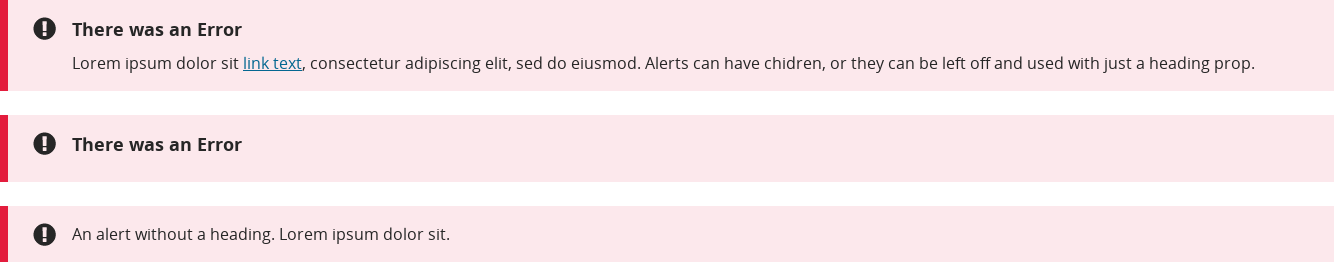 There was an Error
Lorem ipsum dolor sit link text, consectetur adipiscing elit, sed do eiusmod. Alerts can have chidren, or they can be left off and used with just a heading prop.
There was an Error
An alert without a heading. Lorem ipsum dolor sit.